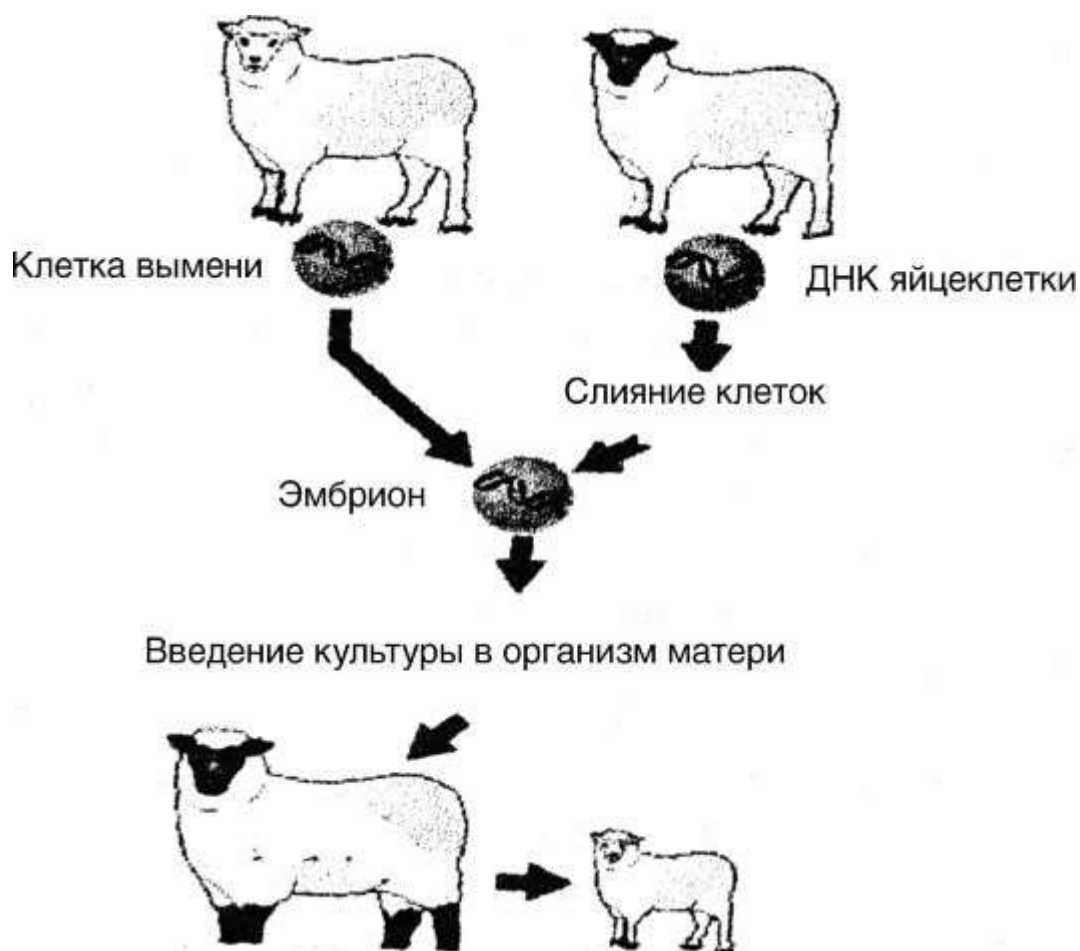 Клетка вымени
ДНК яйцеклетки
Слияние клеток
Эмбрион
Введение культуры в организм матери